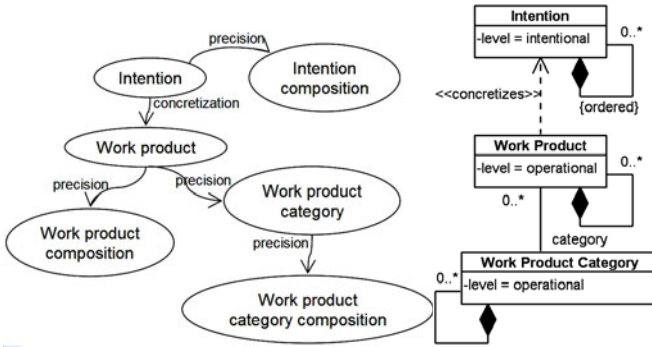 precision
Intention
Intention
composition
concretization
Work product
precision
precision
Work product
composition
Work product
category
precision
Work product
category composition
Intention
-level = intentional
0..*
{ordered}
<<concretizes>>
Work Product
-level = operational
0..*
0..*
category
Work Product Category
-level = operational
0..*